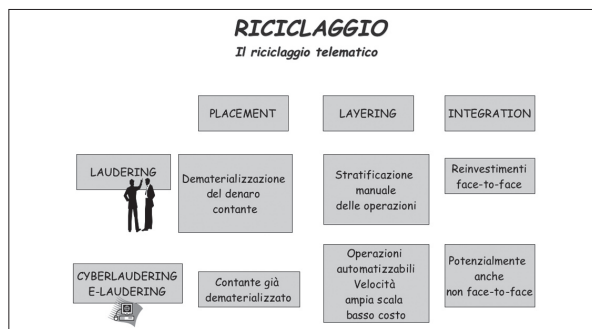 RICICLAGGIO
Il riciclaggio telematico
PLACEMENT
LAYERING
INTEGRATION
LAUDERING
Dematerializzazione
del denaro
contante
Stratificazione
manuale
delle operazioni
Reinvestimenti
face-to-face
CYBERLAUDERING
E-LAUDERING
Contante già
dematerializzato
Operazioni
automatizzabili
Velocità
ampia scala
basso costo
Potenzialmente
anche
non face-to-face